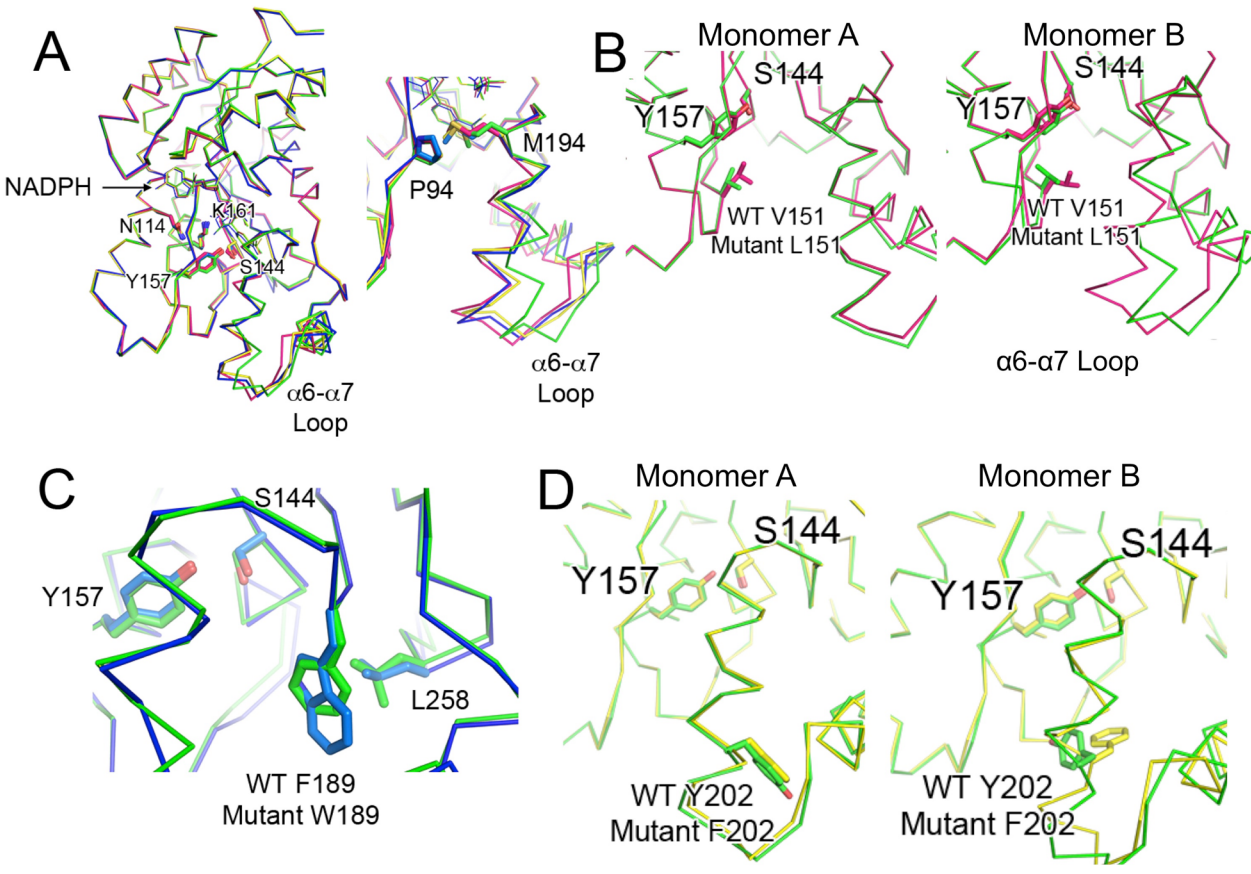 A
NADPH
N114
K161
Y157
S144
α6-α7
Loop
P94
M194
α6-α7
Loop
B
Monomer A
S144
Y157
WT V151
Mutant L151
Monomer B
S144
Y157
WT V151
Mutant L151
α6-α7 Loop
C
S144
Y157
L258
WT F189
Mutant W189
D
Monomer A
S144
Y157
WT Y202
Mutant F202
Monomer B
S144
Y157
WT Y202
Mutant F202